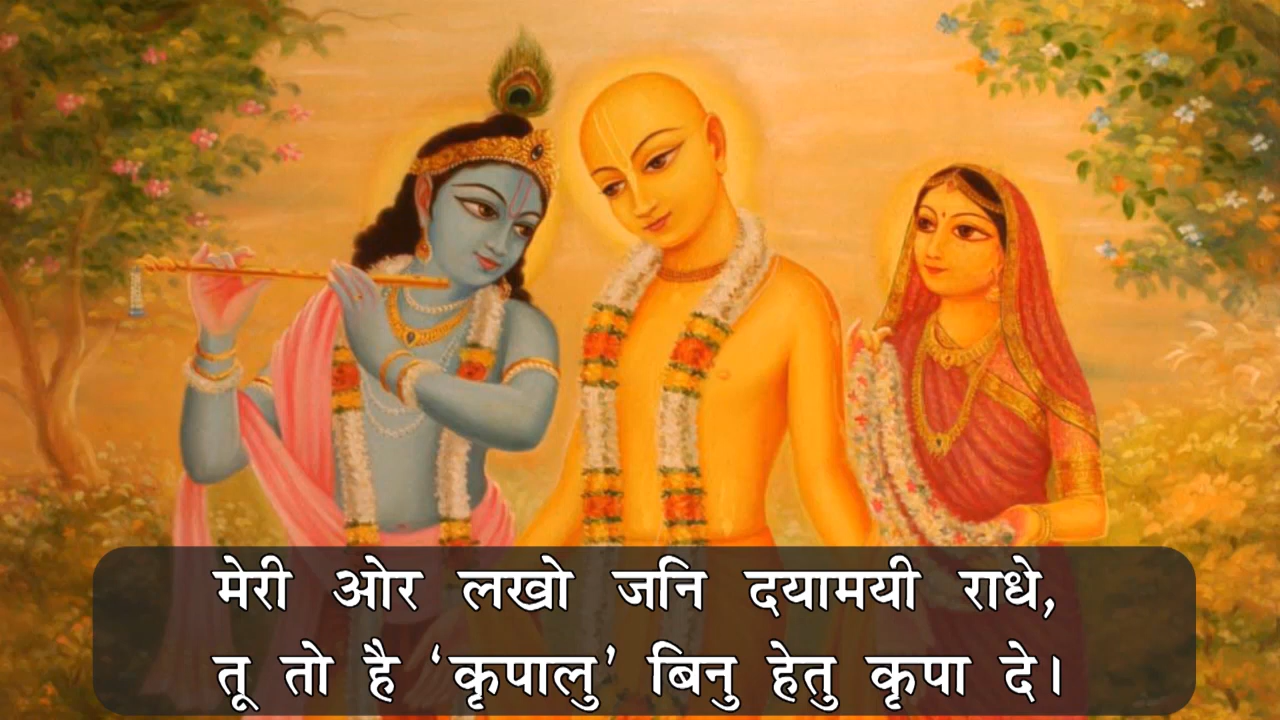 मेरी ओर लखो जनि दयामयी राधे,
तू तो है ‘कृपालु’ बिनु हेतु कृपा दे।